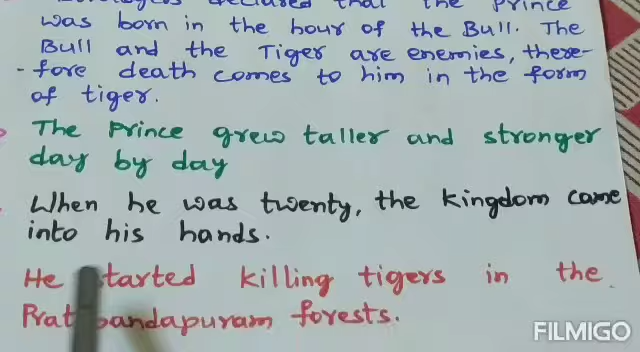 declared that the Prince
was born in the hour of the Bull. The
Bull and the Tiger are enemies, there-
- fore death comes to him in the form
of tiger.
The Prince grew taller and stronger
day by day
When he was twenty, the kingdom came
into his hands.
He started killing tigers in the
Pratibandapuram forests.
FILMIGO